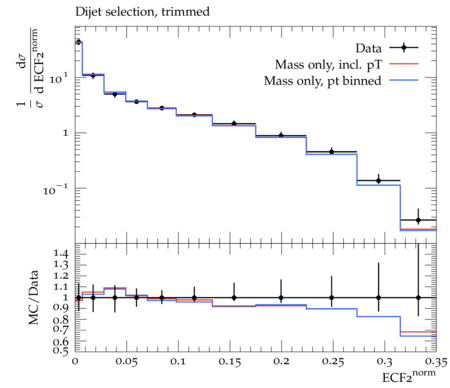 Dijet selection, trimmed
1/σ dσ/d ECF2^norm
Data
Mass only, incl. pT
Mass only, pt binned
10^1
1
10^−1
MC/Data
1.4
1.3
1.2
1.1
1
0.9
0.8
0.7
0.6
0.5
0 0.05 0.1 0.15 0.2 0.25 0.3 0.35
ECF2^norm